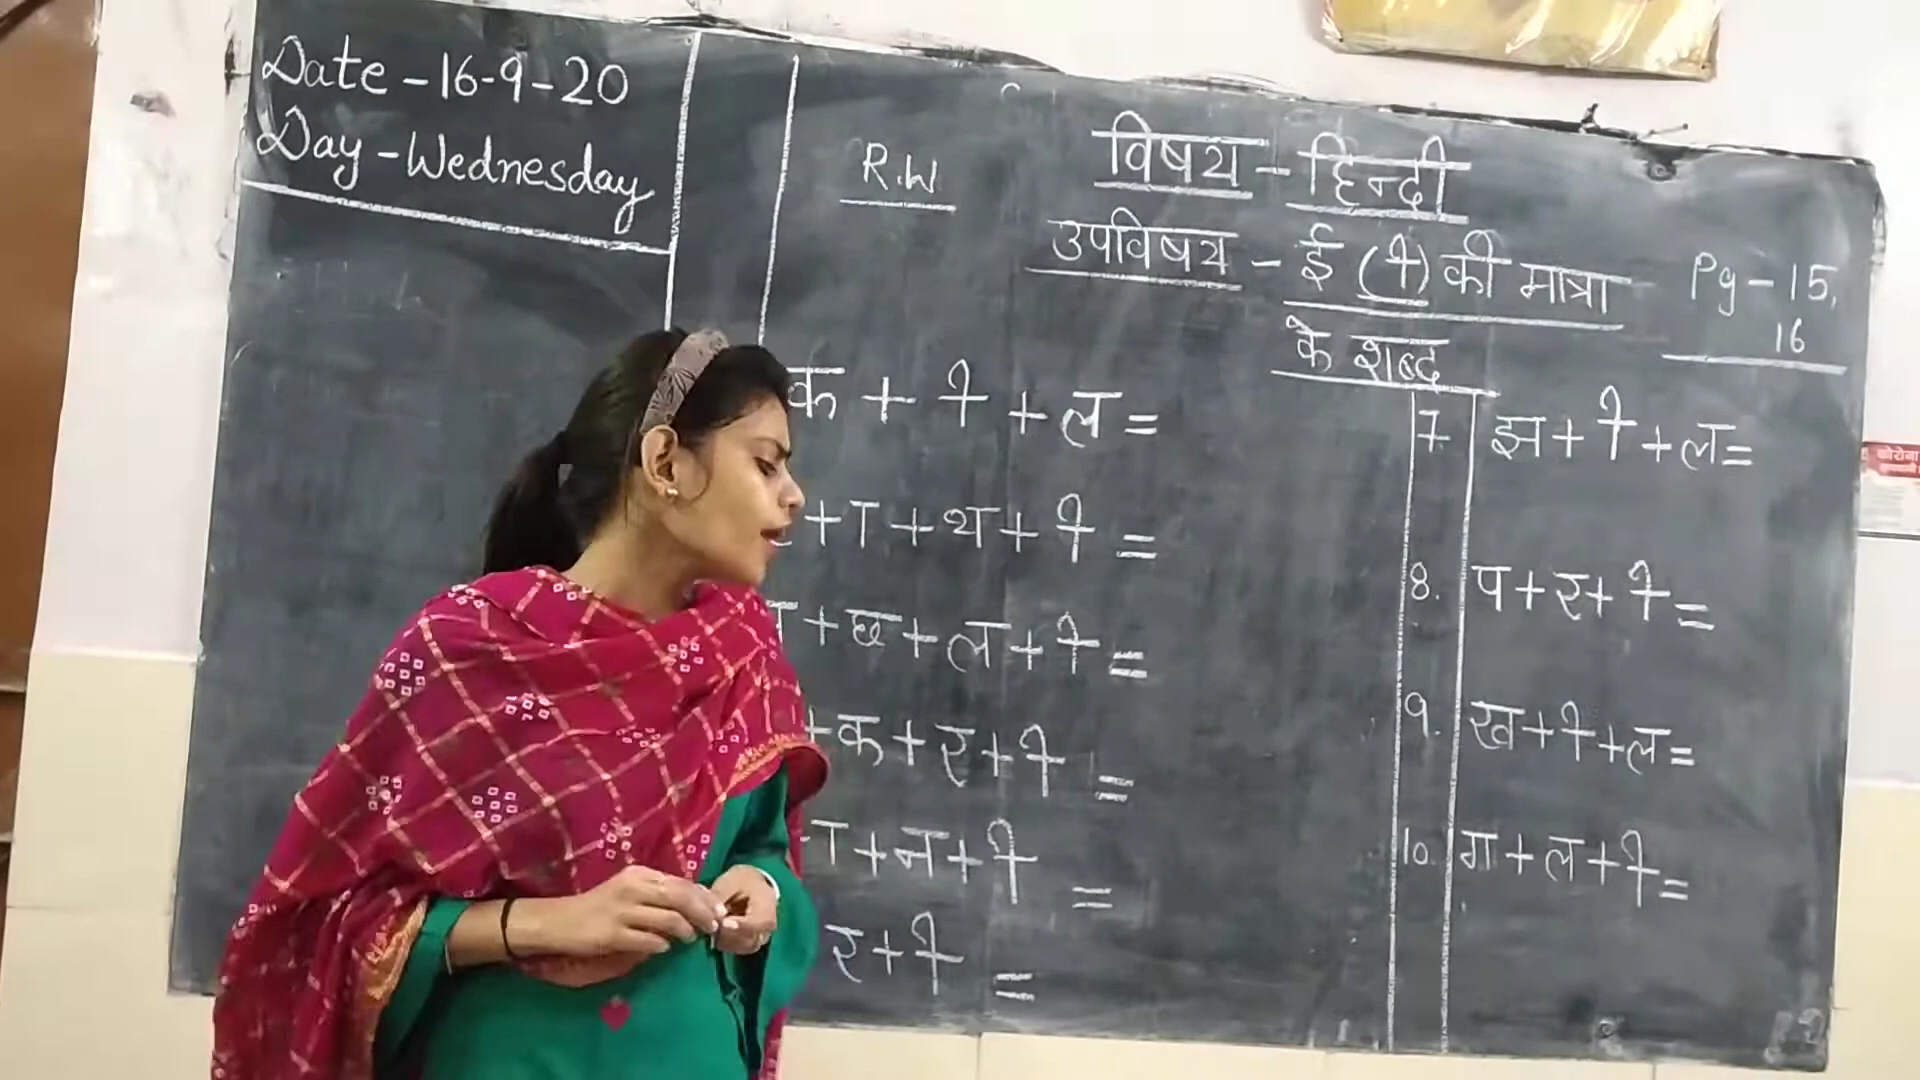 Date - 16-9-20
Day - Wednesday
R.W
विषय - हिन्दी
उपविषय - ई (ी) की मात्रा
के शब्द
Pg - 15,
16
क + ी + ल =
+ ा + थ + ी =
+ छ + ल + ी =
+ क + र + ी =
ा + न + ी =
र + ी =
7. झ + ी + ल =
8. प + र + ी =
9. ख + ी + ल =
10. ग + ल + ी =
कोरोना